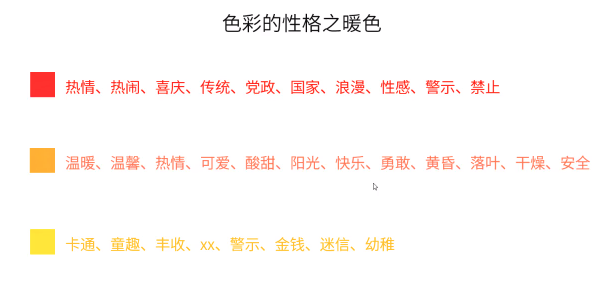 色彩的性格之暖色
热情、热闹、喜庆、传统、党政、国家、浪漫、性感、警示、禁止
温暖、温馨、热情、可爱、酸甜、阳光、快乐、勇敢、黄昏、落叶、干燥、安全
卡通、童趣、丰收、xx、警示、金钱、迷信、幼稚